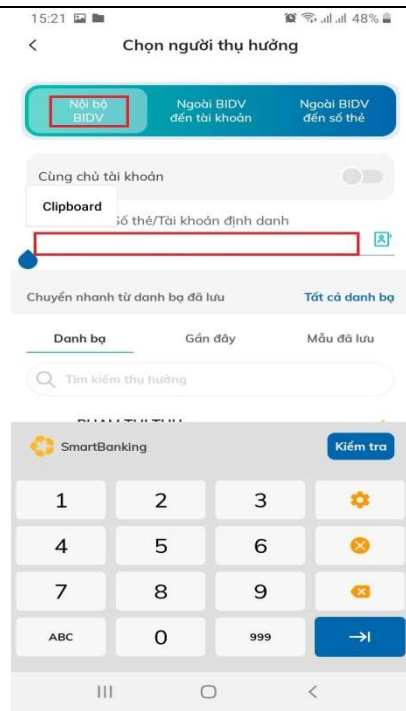 15:21 48%
Chọn người thụ hưởng
Nội bộ
BIDV
Ngoài BIDV
đến tài khoản
Ngoài BIDV
đến số thẻ
Cùng chủ tài khoản
Clipboard
Số thẻ/Tài khoản định danh
Chuyển nhanh từ danh bạ đã lưu Tất cả danh bạ
Danh bạ Gần đây Mẫu đã lưu
Tìm kiếm thụ hưởng
SmartBanking Kiểm tra
1 2 3
4 5 6
7 8 9
ABC 0 999